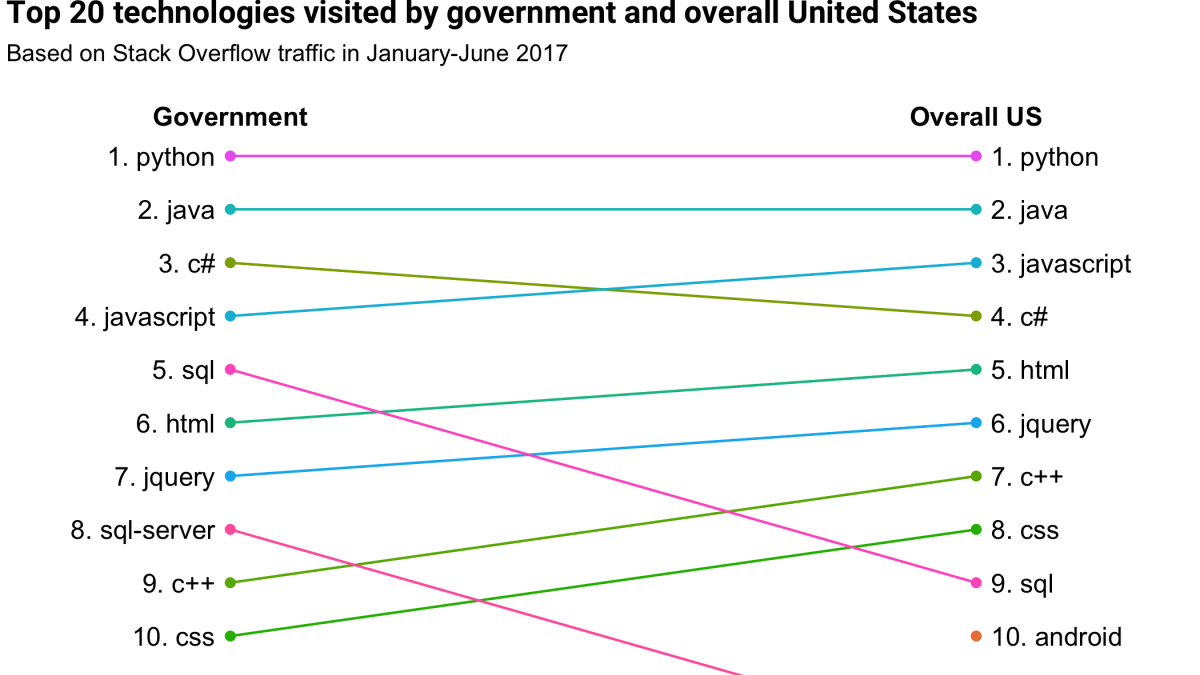 Top 20 technologies visited by government and overall United States
Based on Stack Overflow traffic in January-June 2017
Government Overall US
1. python 1. python
2. java 2. java
3. c# 3. javascript
4. javascript 4. c#
5. sql 5. html
6. html 6. jquery
7. jquery 7. c++
8. sql-server 8. css
9. c++ 9. sql
10. css 10. android